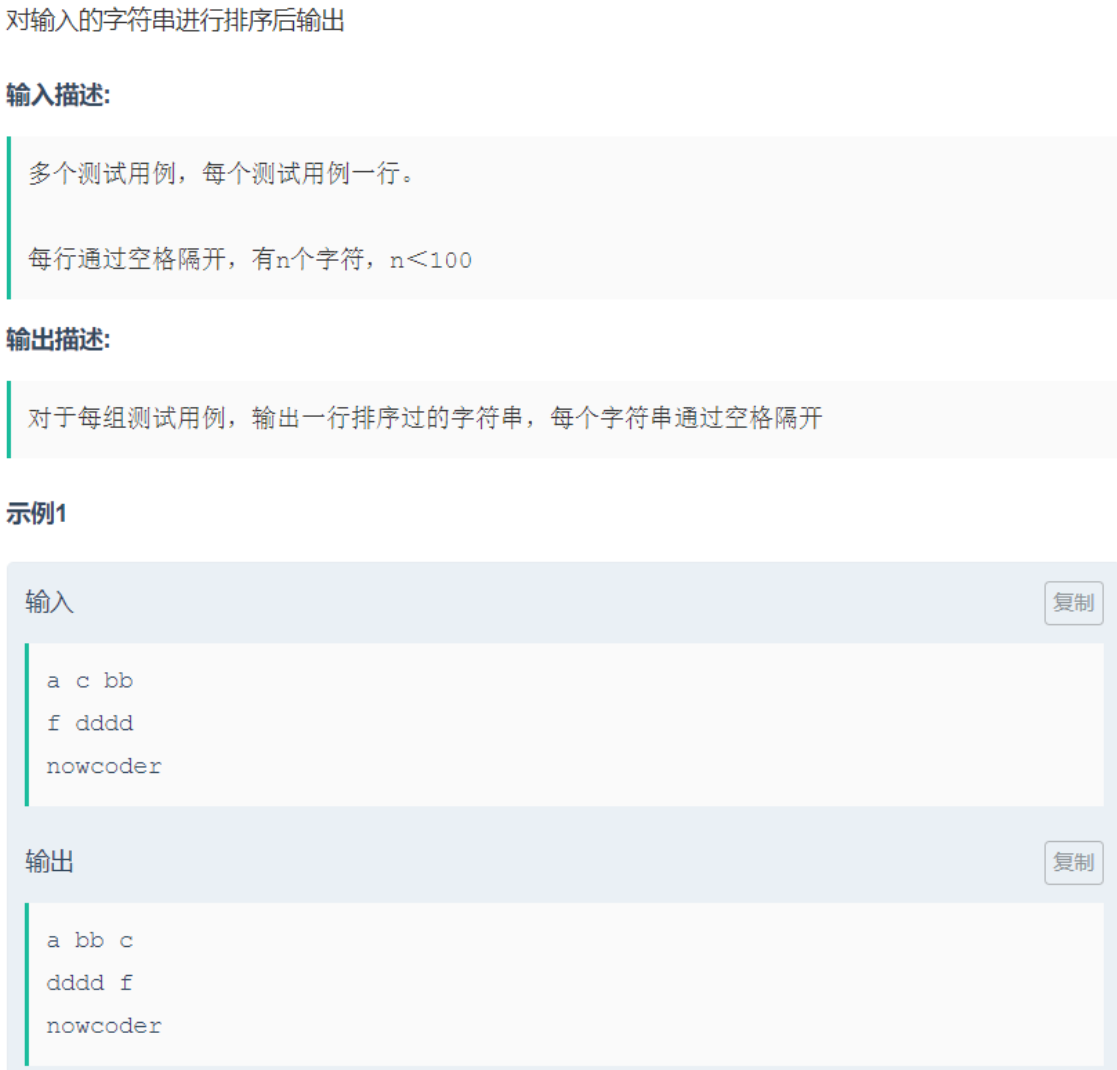 对输入的字符串进行排序后输出
输入描述:
多个测试用例，每个测试用例一行。
每行通过空格隔开，有n个字符，n＜100
输出描述:
对于每组测试用例，输出一行排序过的字符串，每个字符串通过空格隔开
示例1
输入
复制
a c bb
f dddd
nowcoder
输出
复制
a bb c
dddd f
nowcoder